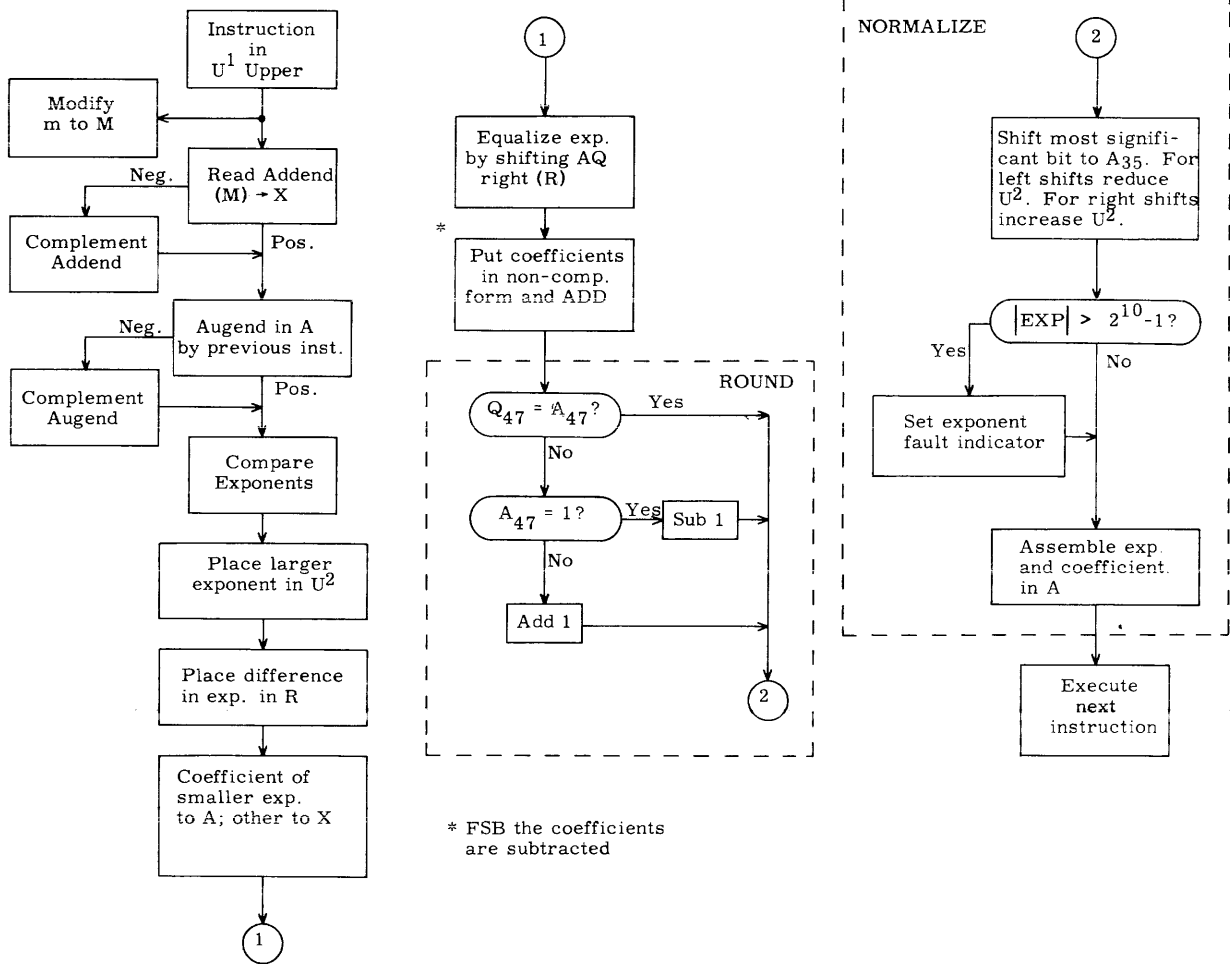 Instruction
in
U¹ Upper
Modify
m to M
Neg.
Read Addend
(M) → X
Complement
Addend
Pos.
Neg.
Augend in A
by previous inst.
Complement
Augend
Pos.
Compare
Exponents
Place larger
exponent in U²
Place difference
in exp. in R
Coefficient of
smaller exp.
to A; other to X
1
1
Equalize exp.
by shifting AQ
right (R)
*
Put coefficients
in non-comp.
form and ADD
ROUND
Q₄₇ = A₄₇?
Yes
No
A₄₇ = 1?
Yes
Sub 1
No
Add 1
2
* FSB the coefficients
are subtracted
NORMALIZE
2
Shift most signifi-
cant bit to A₃₅. For
left shifts reduce
U². For right shifts
increase U².
|EXP| > 2¹⁰-1?
Yes
No
Set exponent
fault indicator
Assemble exp.
and coefficient.
in A
Execute
next
instruction